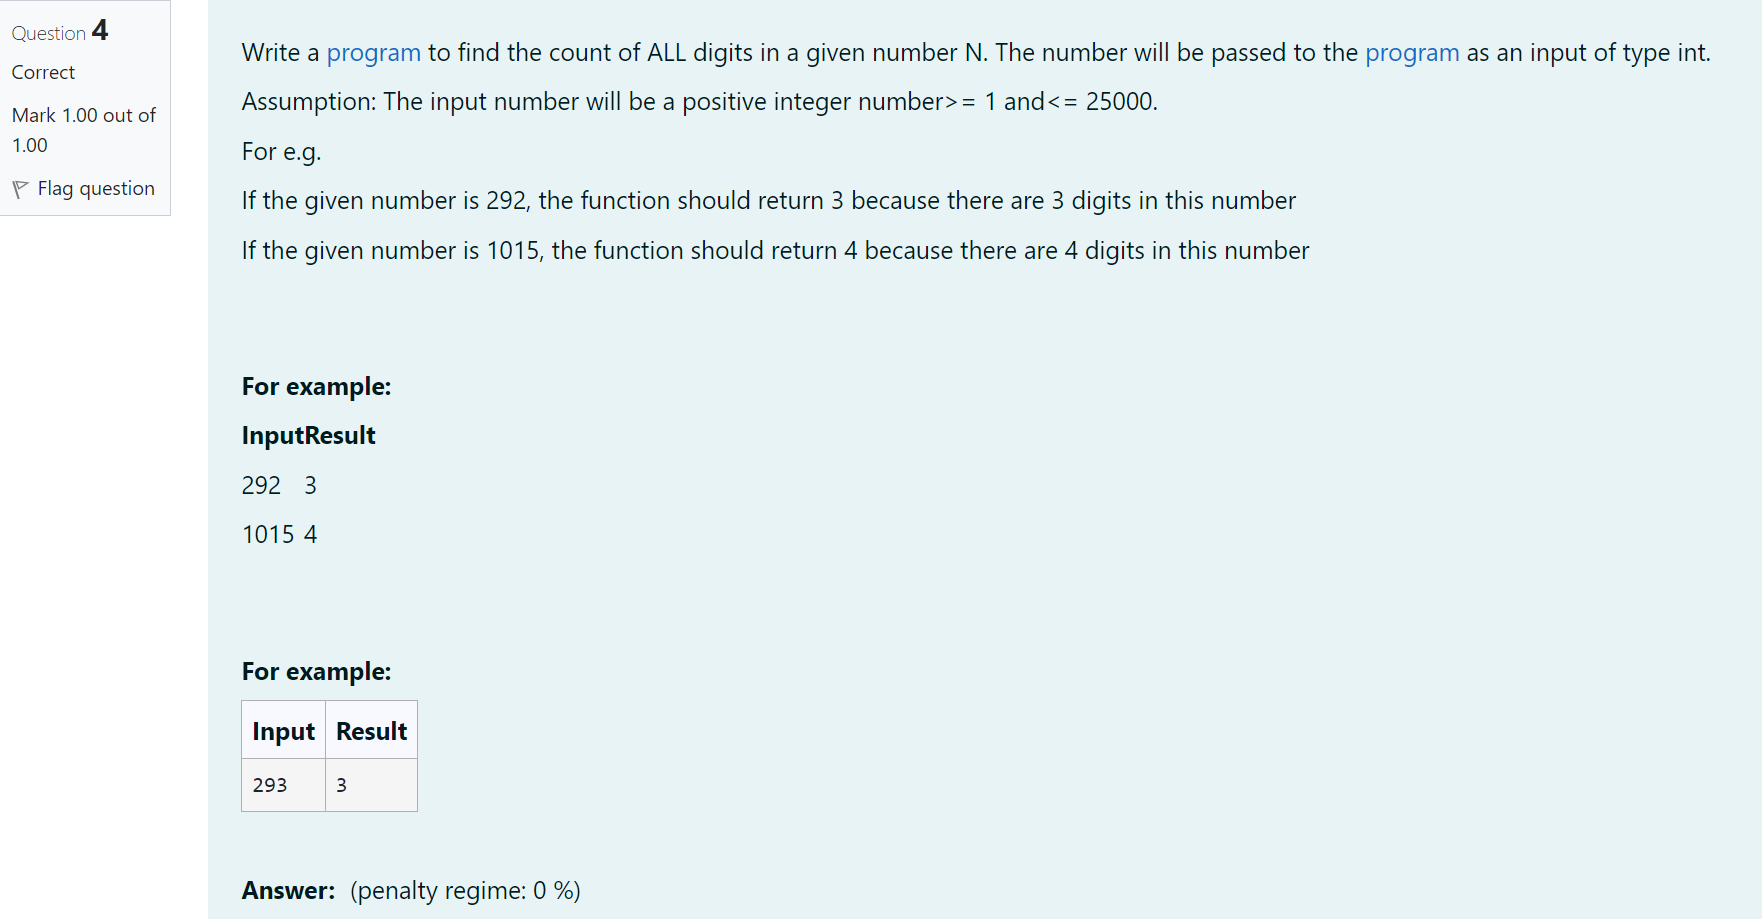 Question 4
Correct
Mark 1.00 out of
1.00
Flag question
Write a program to find the count of ALL digits in a given number N. The number will be passed to the program as an input of type int.
Assumption: The input number will be a positive integer number>= 1 and<= 25000.
For e.g.
If the given number is 292, the function should return 3 because there are 3 digits in this number
If the given number is 1015, the function should return 4 because there are 4 digits in this number
For example:
InputResult
292 3
1015 4
For example:
Input Result
293 3
Answer: (penalty regime: 0 %)